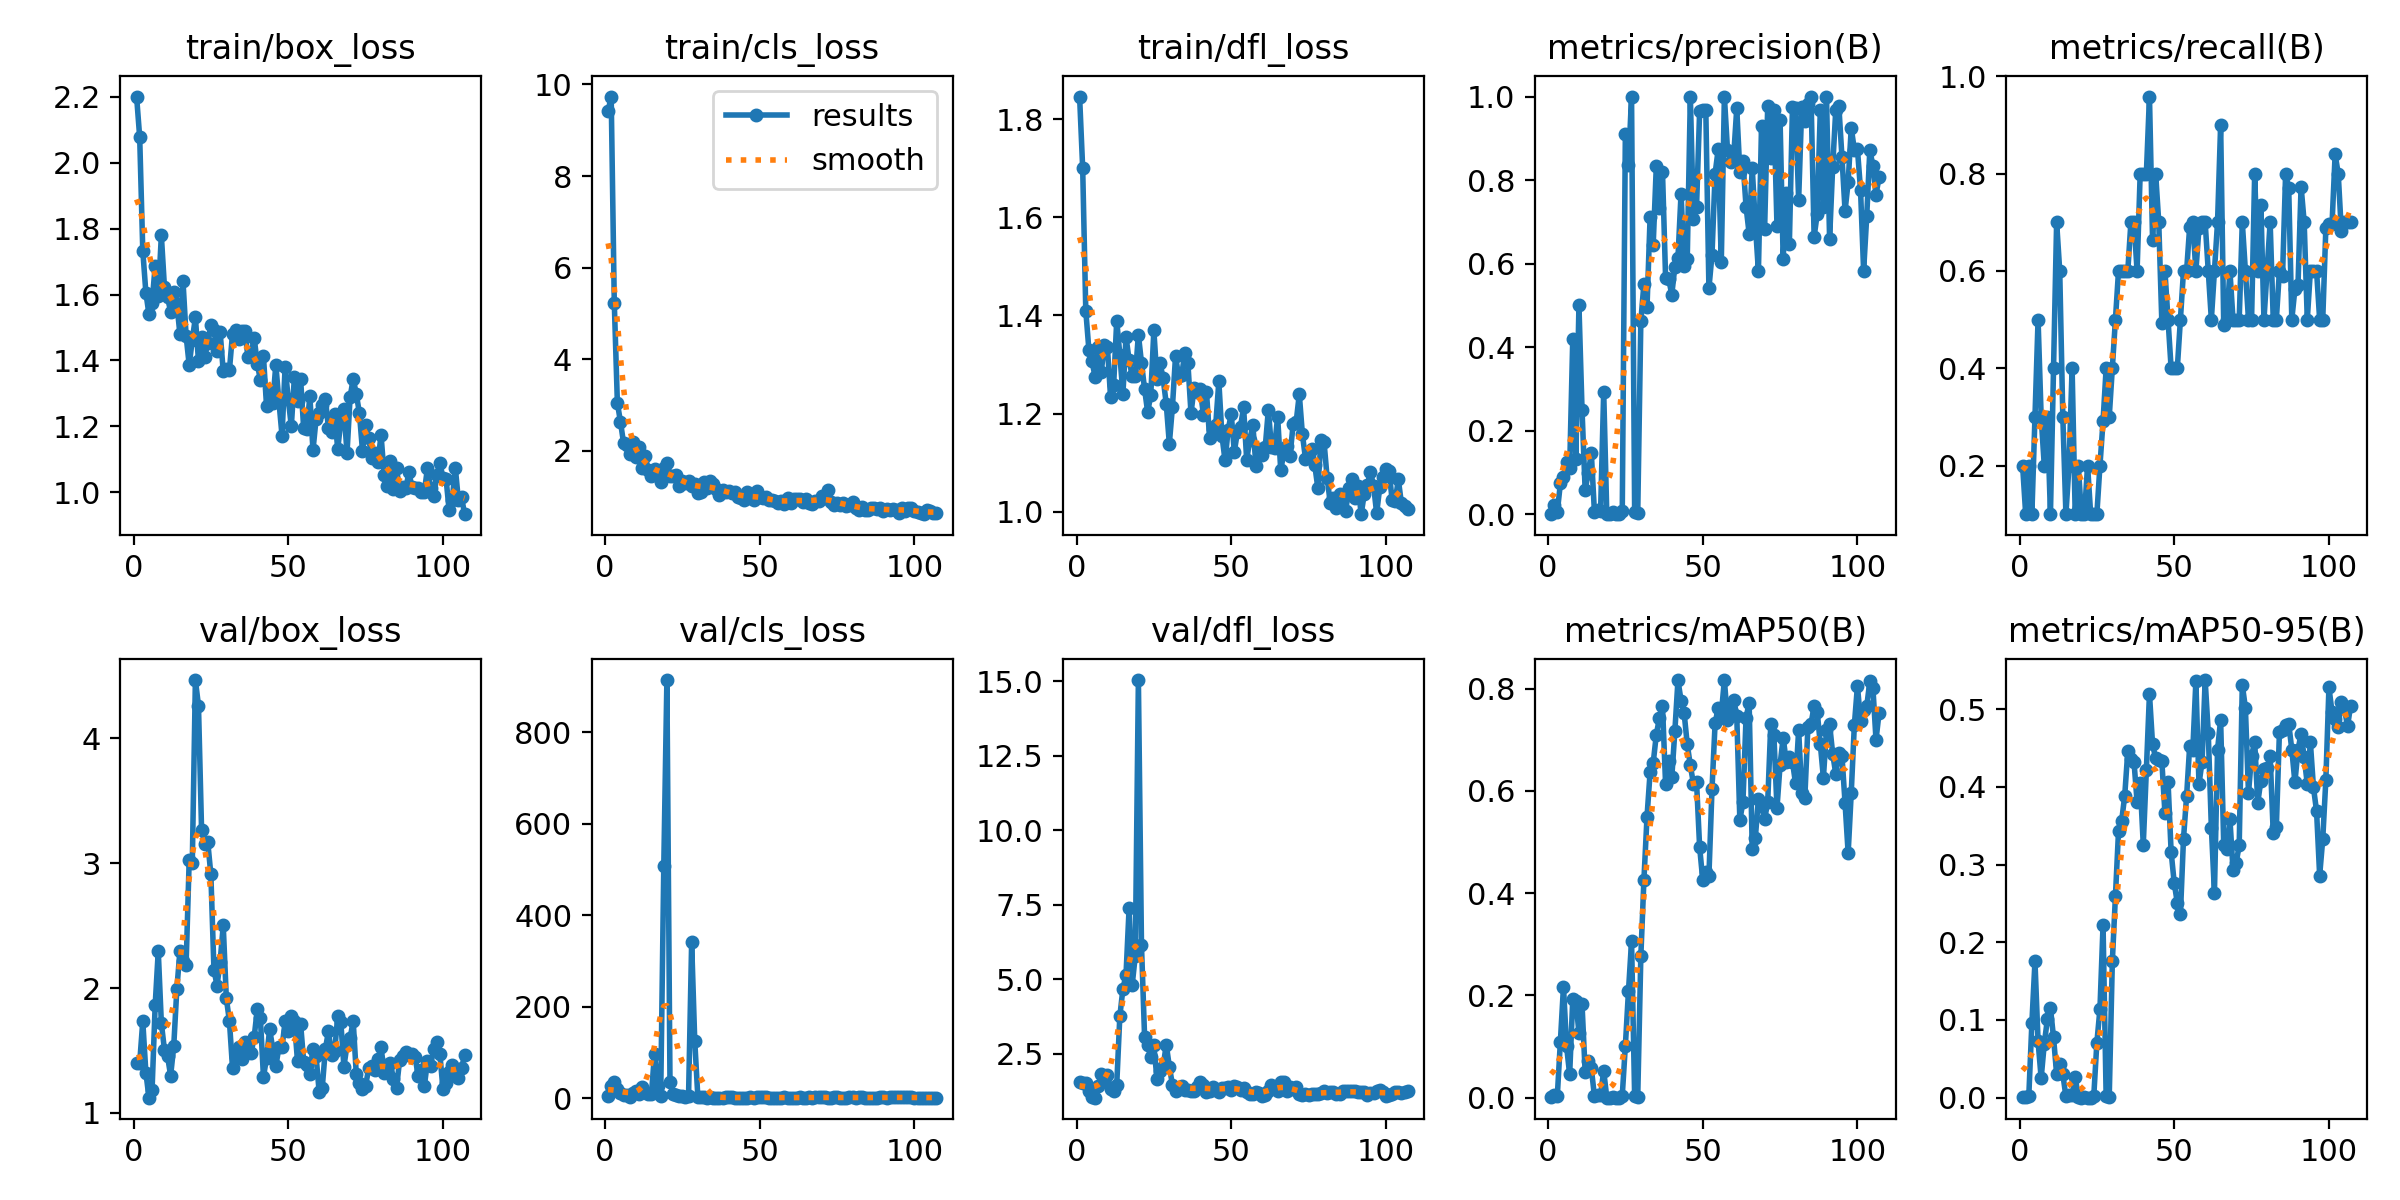 train/box_loss
2.2
2.0
1.8
1.6
1.4
1.2
1.0
0 50 100
train/cls_loss
results
smooth
10
8
6
4
2
0 50 100
train/dfl_loss
1.8
1.6
1.4
1.2
1.0
0 50 100
metrics/precision(B)
1.0
0.8
0.6
0.4
0.2
0.0
0 50 100
metrics/recall(B)
1.0
0.8
0.6
0.4
0.2
0 50 100
val/box_loss
4
3
2
1
0 50 100
val/cls_loss
800
600
400
200
0
0 50 100
val/dfl_loss
15.0
12.5
10.0
7.5
5.0
2.5
0 50 100
metrics/mAP50(B)
0.8
0.6
0.4
0.2
0.0
0 50 100
metrics/mAP50-95(B)
0.5
0.4
0.3
0.2
0.1
0.0
0 50 100